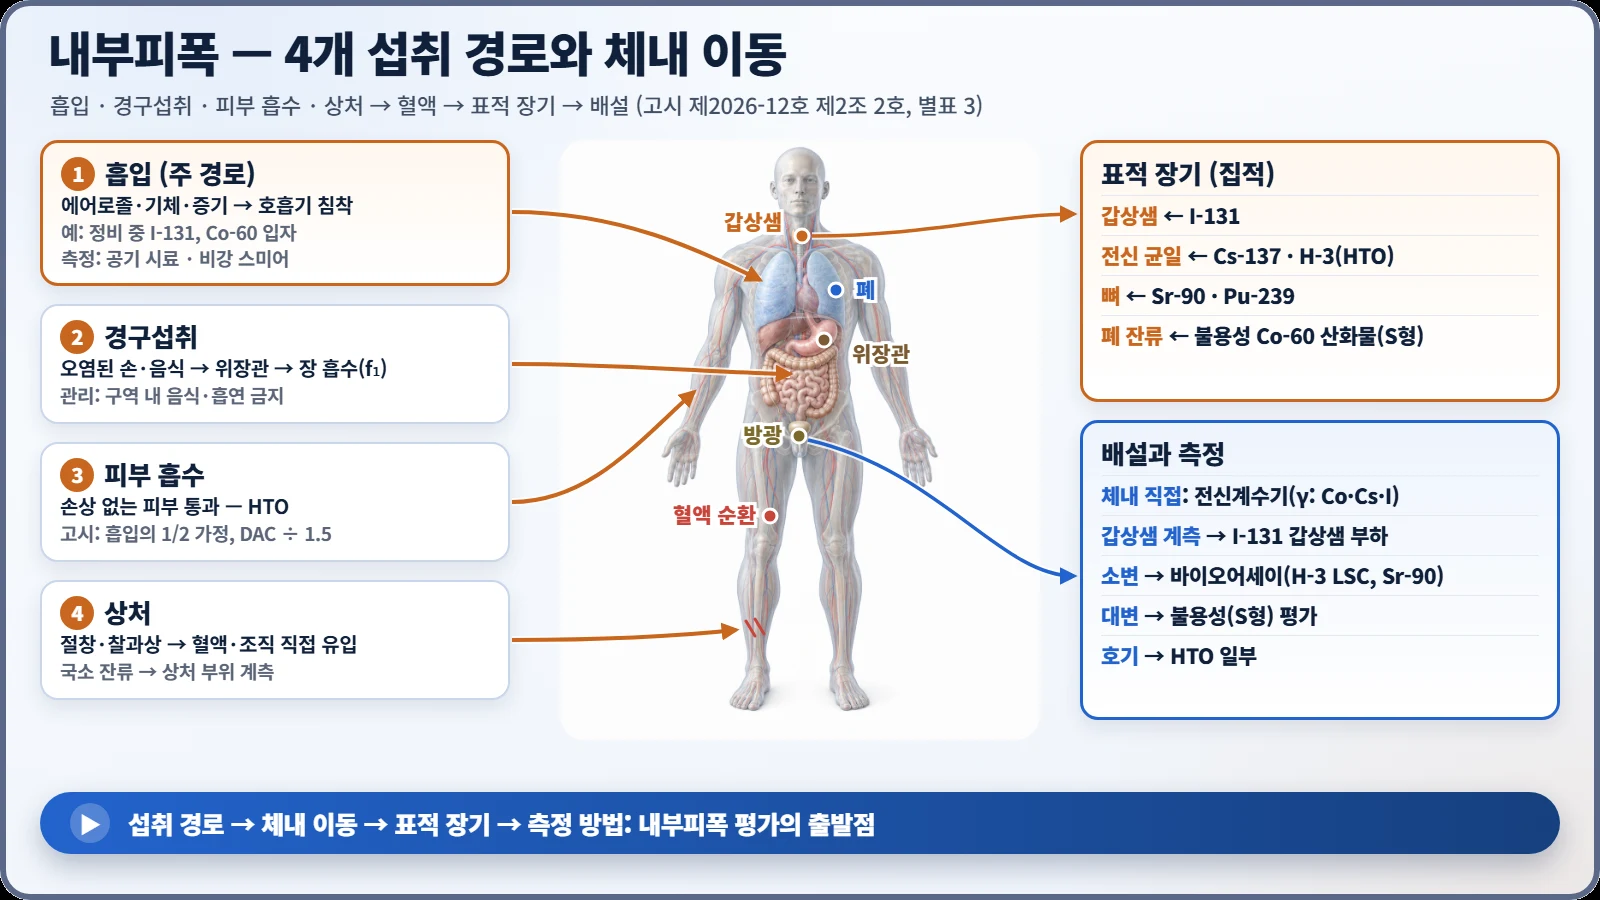 내부피폭 — 4개 섭취 경로와 체내 이동
흡입 · 경구섭취 · 피부 흡수 · 상처 → 혈액 → 표적 장기 → 배설 (고시 제2026-12호 제2조 2호, 별표 3)
1 흡입 (주 경로)
에어로졸·기체·증기 → 호흡기 침착
예: 정비 중 I-131, Co-60 입자
측정: 공기 시료 · 비강 스미어
2 경구섭취
오염된 손·음식 → 위장관 → 장 흡수(f₁)
관리: 구역 내 음식·흡연 금지
3 피부 흡수
손상 없는 피부 통과 — HTO
고시: 흡입의 1/2 가정, DAC ÷ 1.5
4 상처
절창·찰과상 → 혈액·조직 직접 유입
국소 잔류 → 상처 부위 계측
갑상샘
폐
위장관
방광
혈액 순환
표적 장기 (집적)
갑상샘 ← I-131
전신 균일 ← Cs-137 · H-3(HTO)
뼈 ← Sr-90 · Pu-239
폐 잔류 ← 불용성 Co-60 산화물(S형)
배설과 측정
체내 직접: 전신계수기(γ: Co·Cs·I)
갑상샘 계측 → I-131 갑상샘 부하
소변 → 바이오어세이(H-3 LSC, Sr-90)
대변 → 불용성(S형) 평가
호기 → HTO 일부
섭취 경로 → 체내 이동 → 표적 장기 → 측정 방법: 내부피폭 평가의 출발점